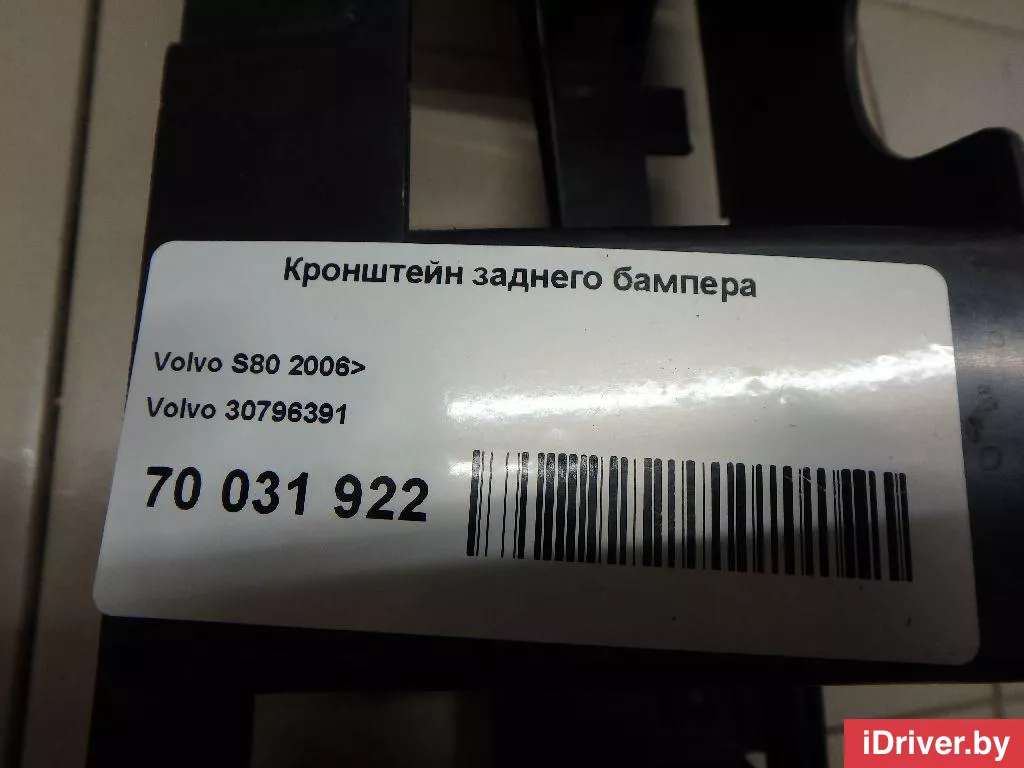 Кронштейн заднего бампера
Volvo S80 2006>
Volvo 30796391
70 031 922
iDriver.by